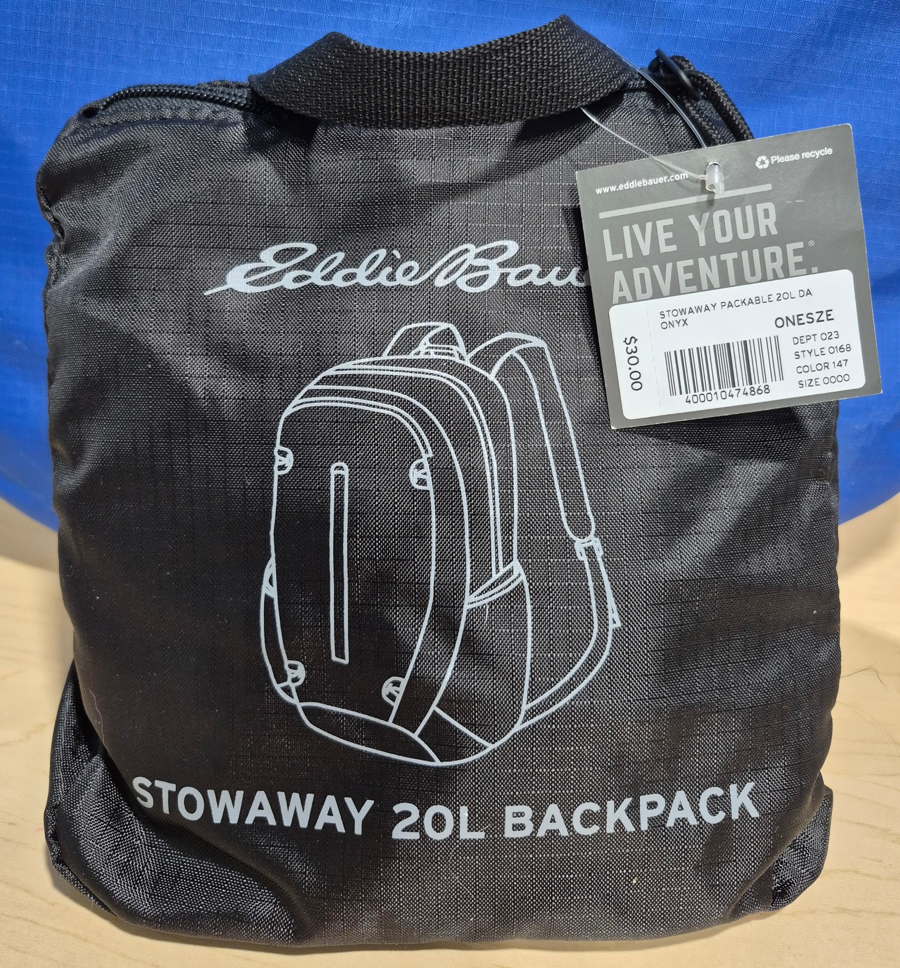 Eddie Bau
www.eddiebauer.com
Please recycle
LIVE YOUR
ADVENTURE.®
STOWAWAY PACKABLE 20L DA
ONYX
ONESZE
$30.00
DEPT 023
STYLE 0168
COLOR 147
SIZE 0000
400010474868
STOWAWAY 20L BACKPACK